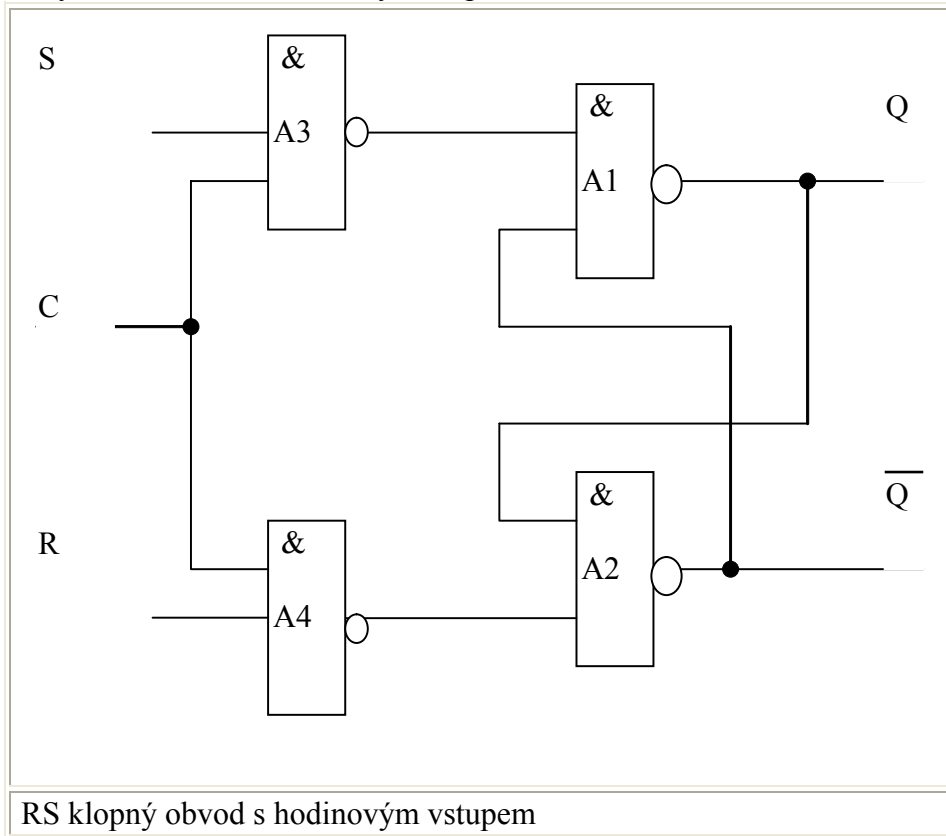 S
&
A3
&
A1
Q
C
R
&
A4
&
A2
Q̅
RS klopný obvod s hodinovým vstupem